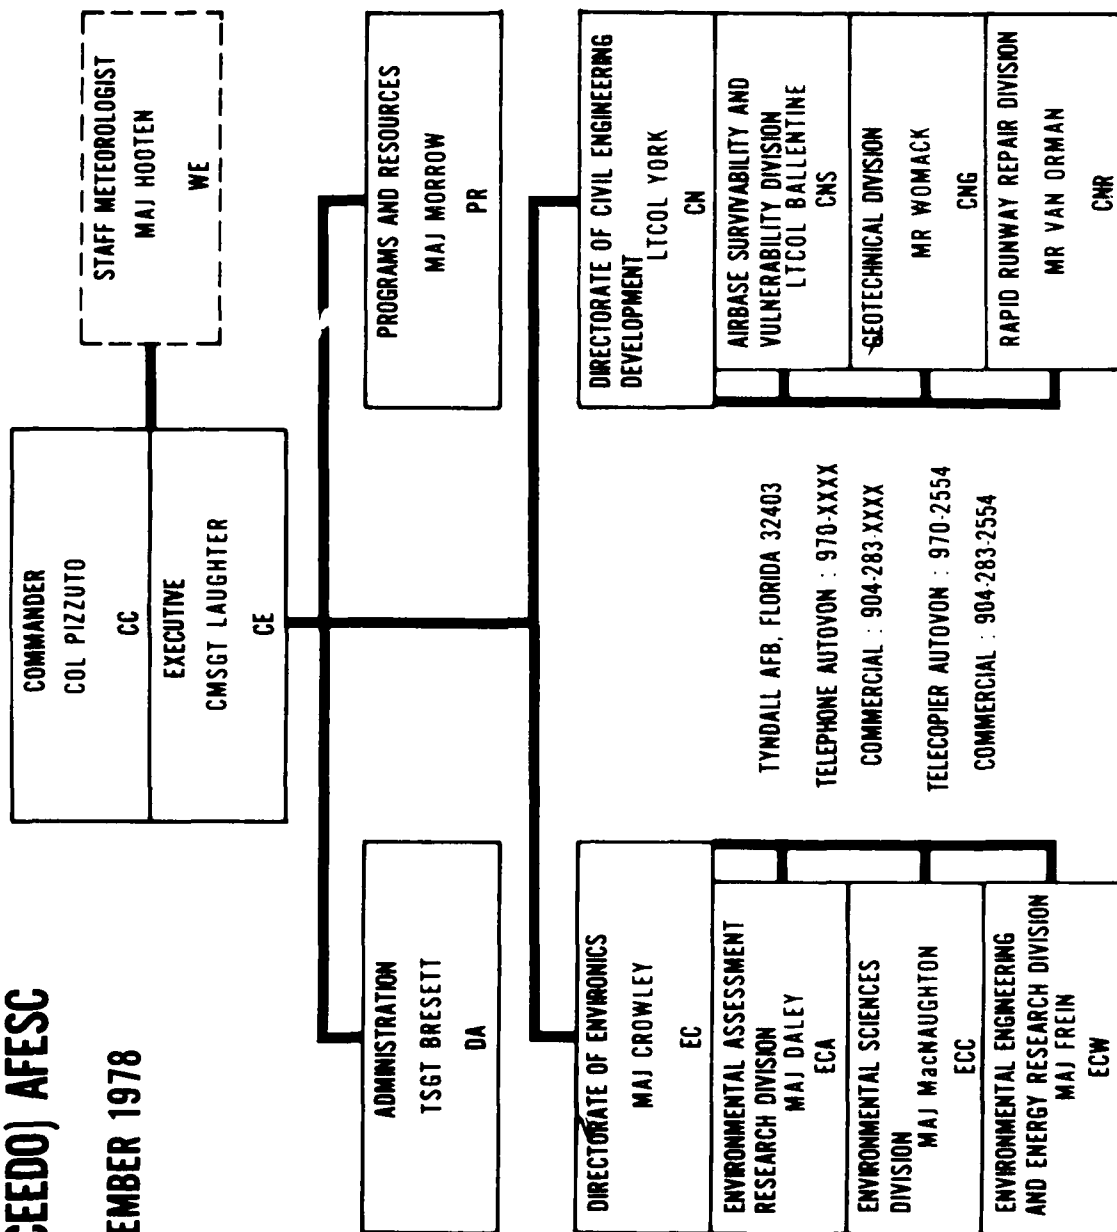 CEEDO) AFESC
EMBER 1978
COMMANDER
COL PIZZUTO
CC
EXECUTIVE
CMSGT LAUGHTER
CE
STAFF METEOROLOGIST
MAJ HOOTEN
WE
ADMINISTRATION
TSGT BRESETT
DA
PROGRAMS AND RESOURCES
MAJ MORROW
PR
DIRECTORATE OF ENVIRONICS
MAJ CROWLEY
EC
ENVIRONMENTAL ASSESSMENT
RESEARCH DIVISION
MAJ DALEY
ECA
ENVIRONMENTAL SCIENCES
DIVISION
MAJ MacNAUGHTON
ECC
ENVIRONMENTAL ENGINEERING
AND ENERGY RESEARCH DIVISION
MAJ FREIN
ECW
TYNDALL AFB, FLORIDA 32403
TELEPHONE AUTOVON : 970-XXXX
COMMERCIAL : 904-283-XXXX
TELECOPIER AUTOVON : 970-2554
COMMERCIAL : 904-283-2554
DIRECTORATE OF CIVIL ENGINEERING
DEVELOPMENT
LTCOL YORK
CN
AIRBASE SURVIVABILITY AND
VULNERABILITY DIVISION
LTCOL BALLENTINE
CNS
GEOTECHNICAL DIVISION
MR WOMACK
CNG
RAPID RUNWAY REPAIR DIVISION
MR VAN ORMAN
CNR